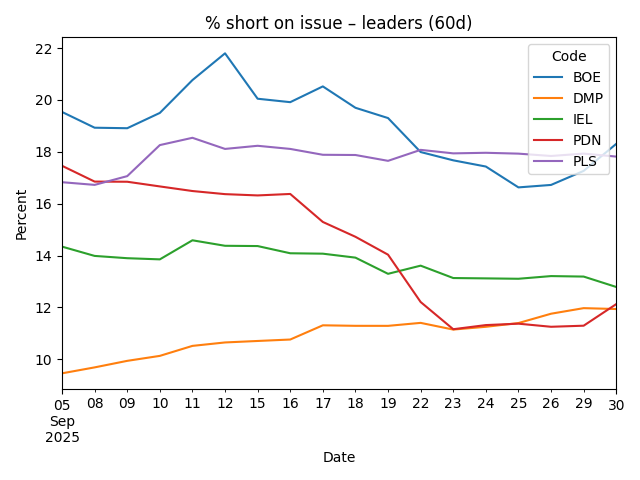 % short on issue – leaders (60d)
Percent
22
20
18
16
14
12
10
Code
BOE
DMP
IEL
PDN
PLS
05 08 09 10 11 12 15 16 17 18 19 22 23 24 25 26 29 30
Sep
2025
Date